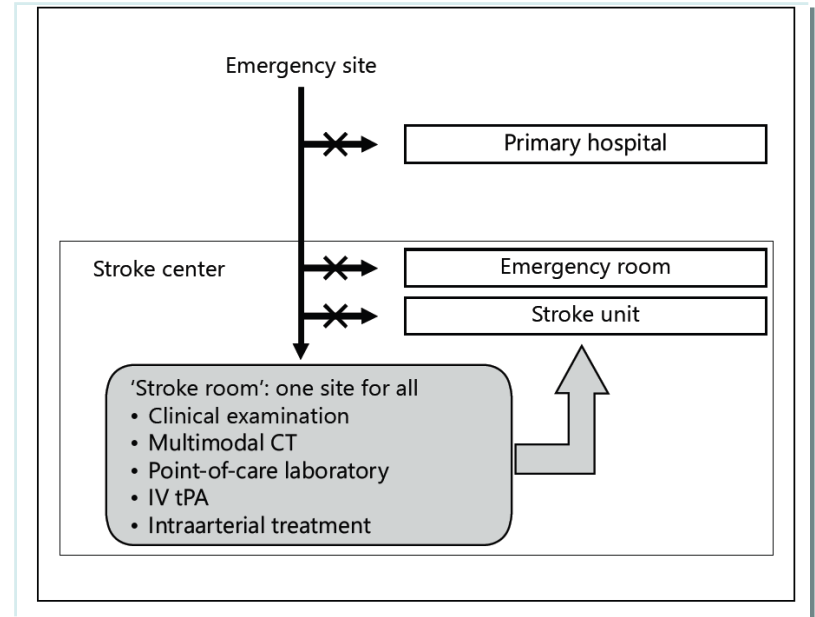 Emergency site
Primary hospital
Stroke center
Emergency room
Stroke unit
‘Stroke room’: one site for all
• Clinical examination
• Multimodal CT
• Point-of-care laboratory
• IV tPA
• Intraarterial treatment